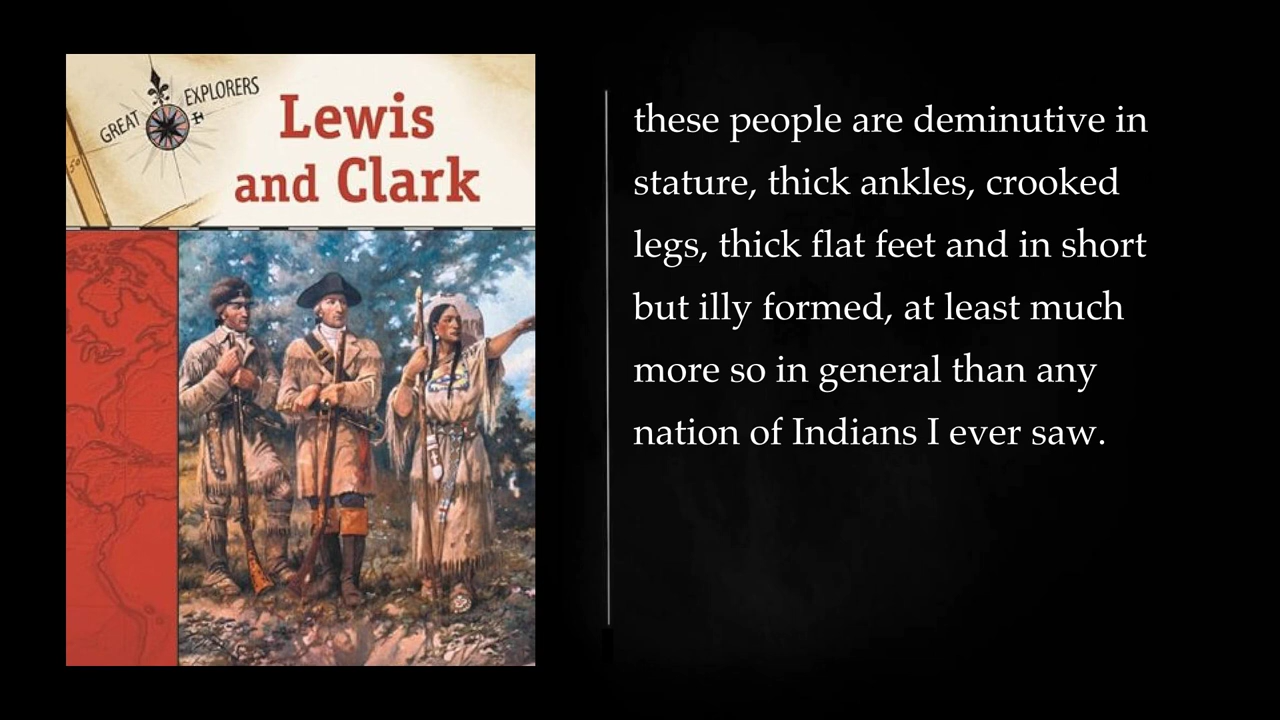 GREAT EXPLORERS
Lewis
and Clark
50
these people are deminutive in
stature, thick ankles, crooked
legs, thick flat feet and in short
but illy formed, at least much
more so in general than any
nation of Indians I ever saw.